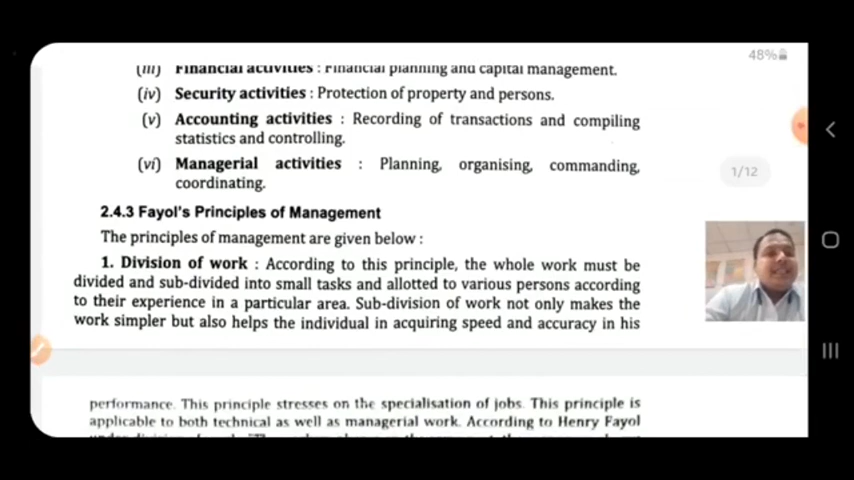 48%
(iii) Financial activities : Financial planning and capital management.
(iv) Security activities : Protection of property and persons.
(v) Accounting activities : Recording of transactions and compiling
statistics and controlling.
1/12
(vi) Managerial activities : Planning, organising, commanding,
coordinating.
2.4.3 Fayol's Principles of Management
The principles of management are given below :
1. Division of work : According to this principle, the whole work must be
divided and sub-divided into small tasks and allotted to various persons according
to their experience in a particular area. Sub-division of work not only makes the
work simpler but also helps the individual in acquiring speed and accuracy in his
performance. This principle stresses on the specialisation of jobs. This principle is
applicable to both technical as well as managerial work. According to Henry Fayol